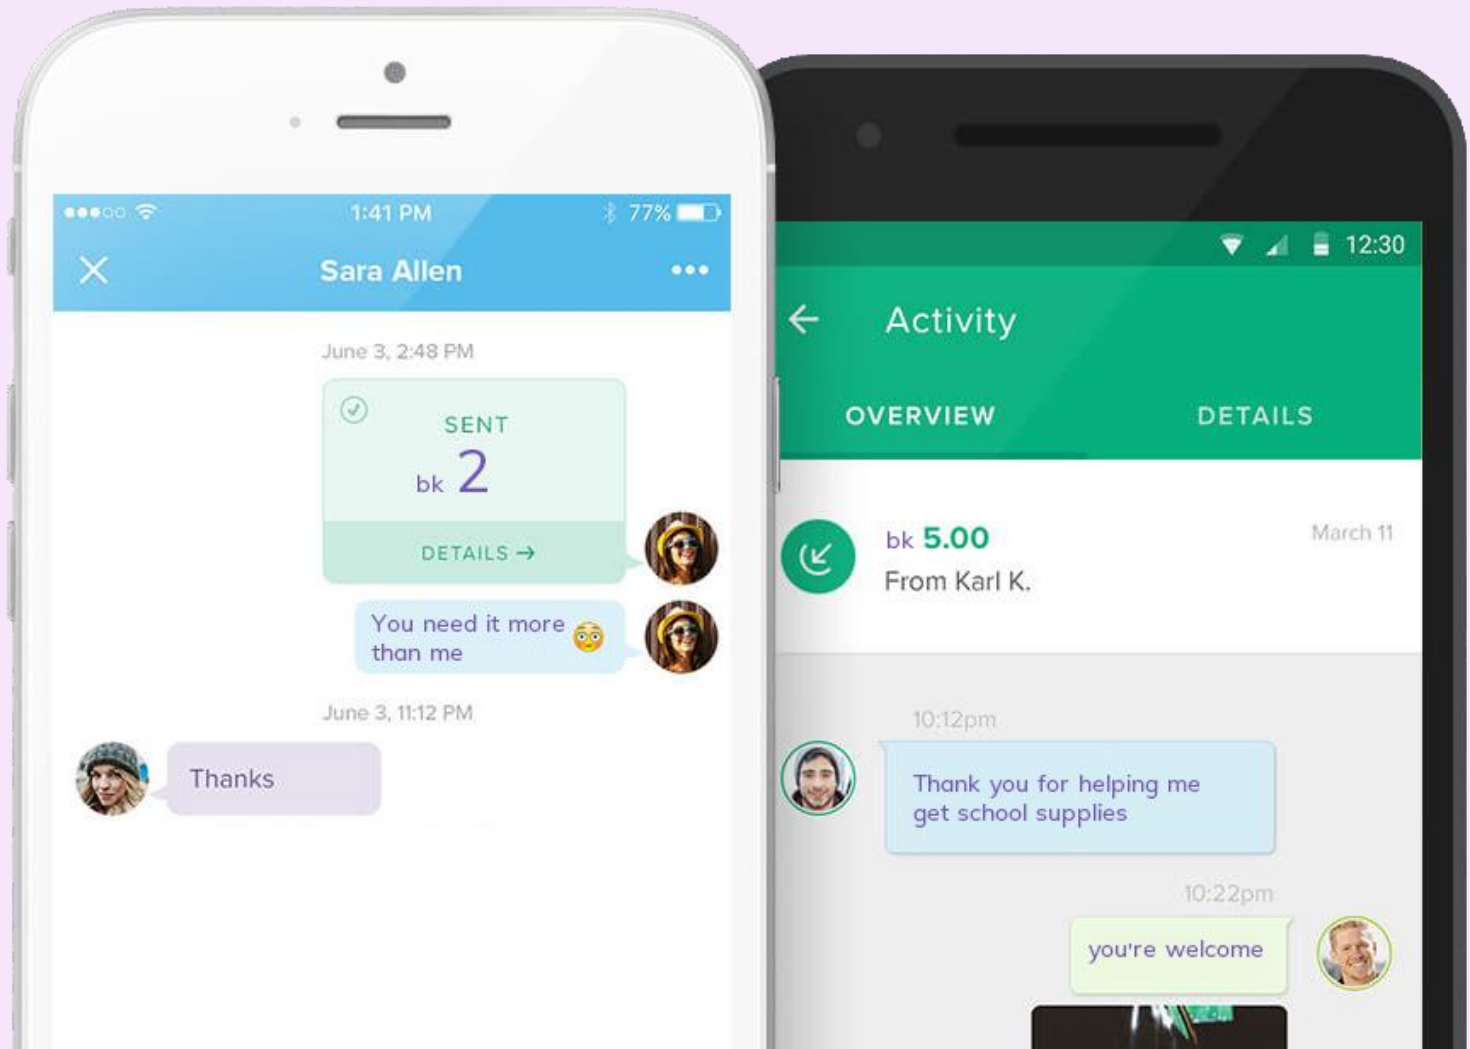 1:41 PM
77%
Sara Allen
June 3, 2:48 PM
SENT
bk 2
DETAILS →
You need it more
than me
June 3, 11:12 PM
Thanks
12:30
Activity
OVERVIEW
DETAILS
bk 5.00
March 11
From Karl K.
10:12pm
Thank you for helping me
get school supplies
10:22pm
you're welcome